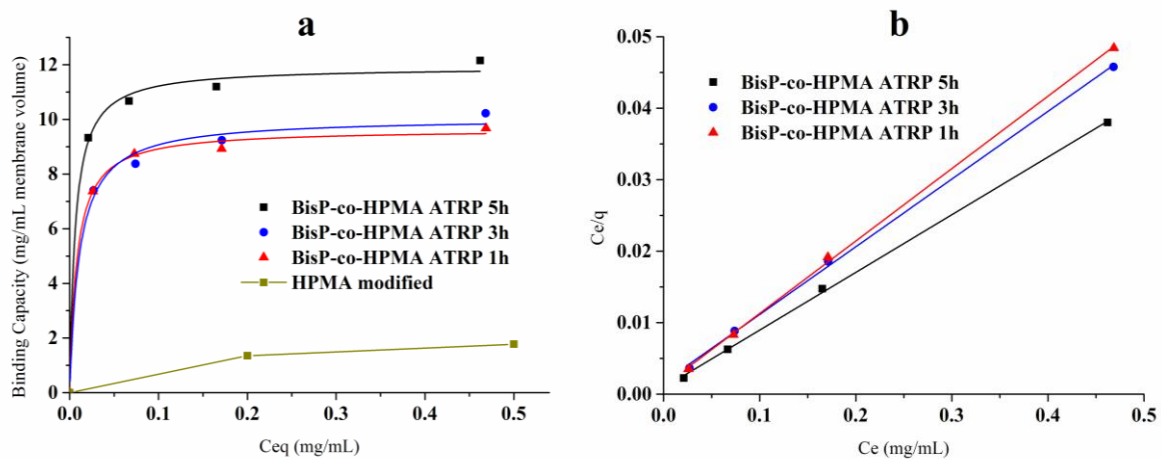 a
Binding Capacity (mg/mL membrane volume)
12
10
8
6
4
2
0
BisP-co-HPMA ATRP 5h
BisP-co-HPMA ATRP 3h
BisP-co-HPMA ATRP 1h
HPMA modified
0.0 0.1 0.2 0.3 0.4 0.5
Ceq (mg/mL)
b
Ce/q
0.05
0.04
0.03
0.02
0.01
0.00
BisP-co-HPMA ATRP 5h
BisP-co-HPMA ATRP 3h
BisP-co-HPMA ATRP 1h
0.0 0.1 0.2 0.3 0.4 0.5
Ce (mg/mL)